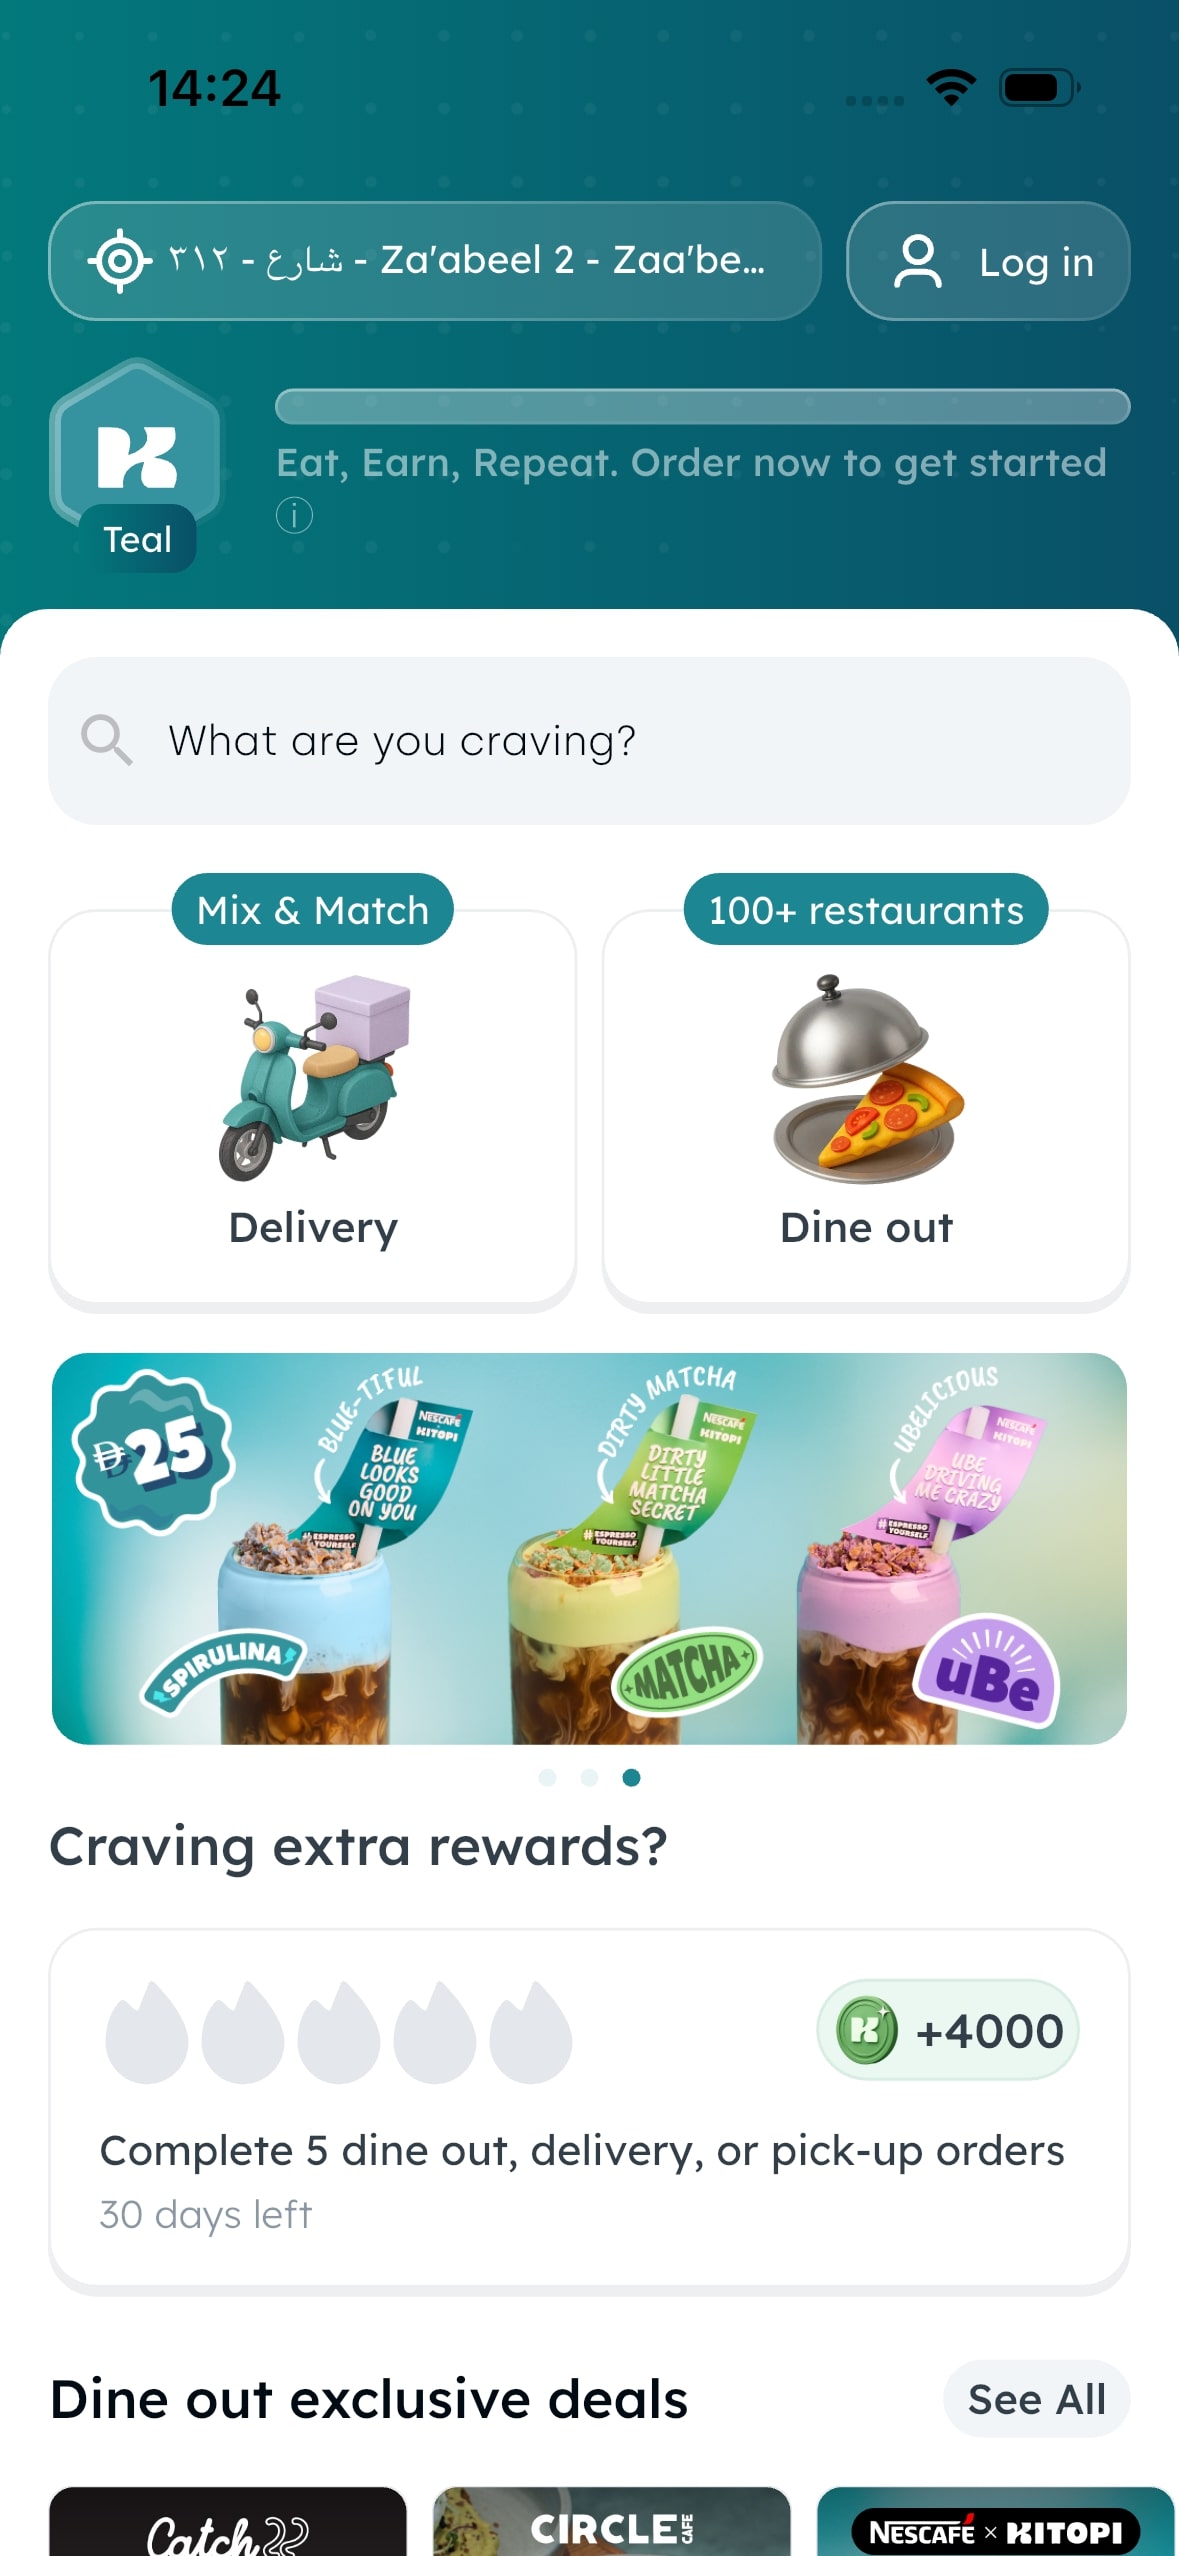 14:24
٣١٢ - شارع - Za'abeel 2 - Zaa'be...
Log in
Teal
Eat, Earn, Repeat. Order now to get started
What are you craving?
Mix & Match
100+ restaurants
Delivery
Dine out
25
BLUE-TIFUL
NESCAFÉ
KITOPI
BLUE
LOOKS
GOOD
ON YOU
#ESPRESSO
YOURSELF
SPIRULINA
DIRTY MATCHA
NESCAFÉ
KITOPI
DIRTY
LITTLE
MATCHA
SECRET
#ESPRESSO
YOURSELF
MATCHA
UBELICIOUS
NESCAFÉ
KITOPI
UBE
DRIVING
ME CRAZY
#ESPRESSO
YOURSELF
uBe
Craving extra rewards?
+4000
Complete 5 dine out, delivery, or pick-up orders
30 days left
Dine out exclusive deals
See All
Catch22
CIRCLE CAFE
NESCAFÉ × KITOPI